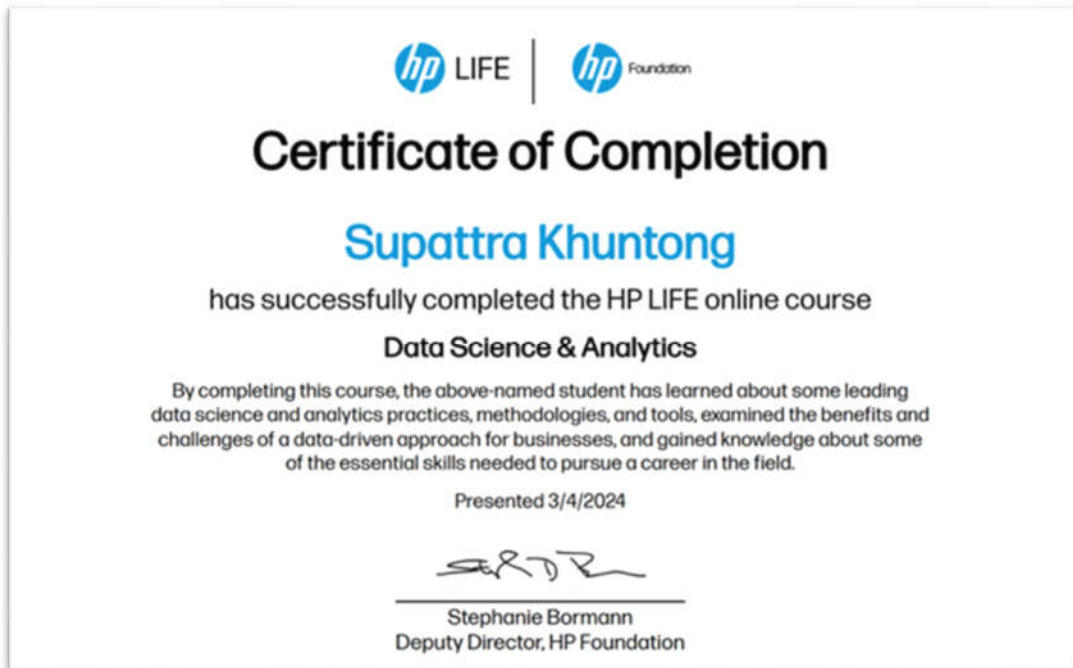 hp LIFE | hp Foundation
Certificate of Completion
Supattra Khuntong
has successfully completed the HP LIFE online course
Data Science & Analytics
By completing this course, the above-named student has learned about some leading
data science and analytics practices, methodologies, and tools, examined the benefits and
challenges of a data-driven approach for businesses, and gained knowledge about some
of the essential skills needed to pursue a career in the field.
Presented 3/4/2024
Stephanie Bormann
Deputy Director, HP Foundation